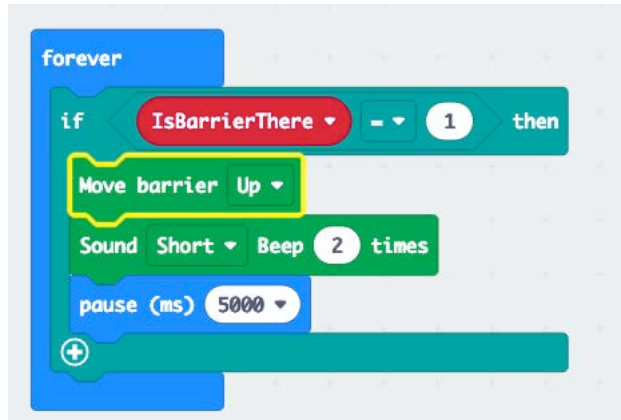 forever
if IsBarrierThere = 1 then
Move barrier Up
Sound Short Beep 2 times
pause (ms) 5000